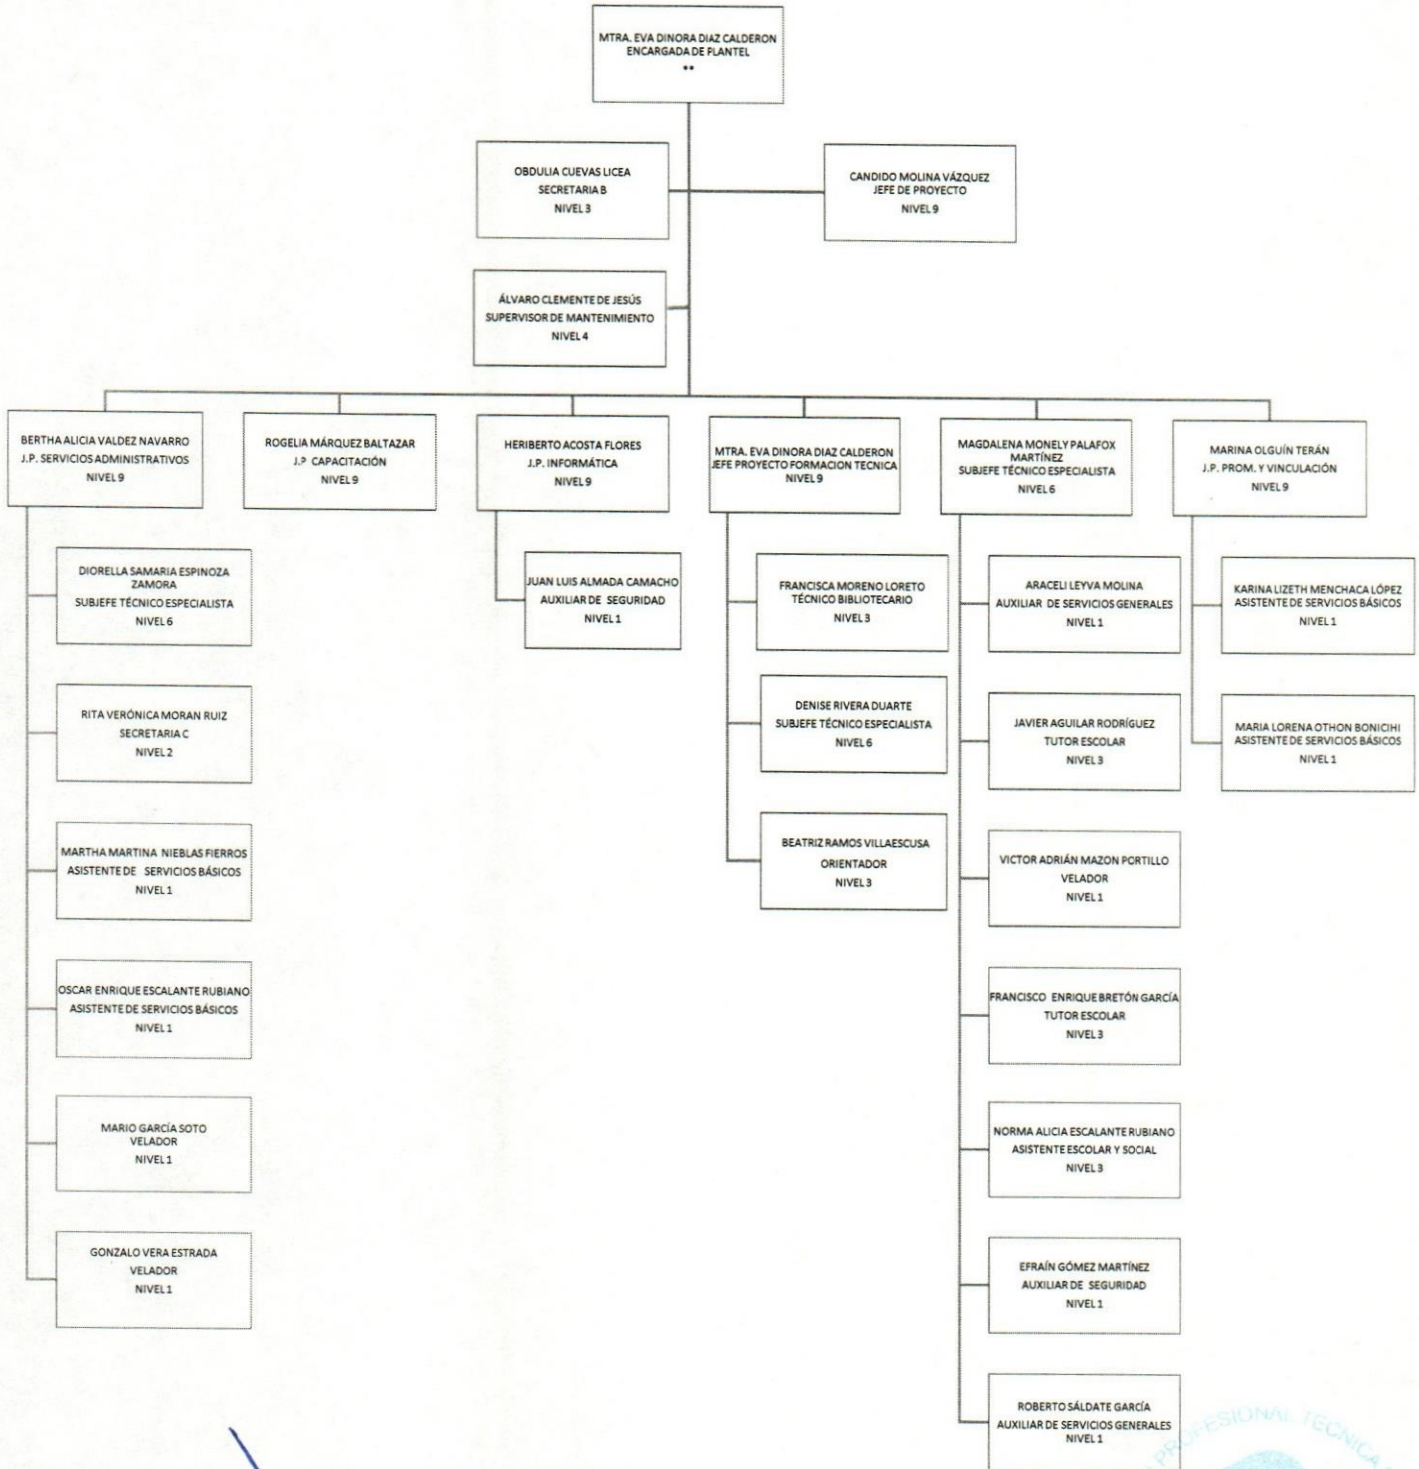 MTRA. EVA DINORA DIAZ CALDERON
ENCARGADA DE PLANTEL
**
OBDULIA CUEVAS LICEA
SECRETARIA B
NIVEL 3
CANDIDO MOLINA VÁZQUEZ
JEFE DE PROYECTO
NIVEL 9
ÁLVARO CLEMENTE DE JESÚS
SUPERVISOR DE MANTENIMIENTO
NIVEL 4
BERTHA ALICIA VALDEZ NAVARRO
J.P. SERVICIOS ADMINISTRATIVOS
NIVEL 9
ROGELIA MÁRQUEZ BALTAZAR
J.P CAPACITACIÓN
NIVEL 9
HERIBERTO ACOSTA FLORES
J.P. INFORMÁTICA
NIVEL 9
MTRA. EVA DINORA DIAZ CALDERON
JEFE PROYECTO FORMACION TECNICA
NIVEL 9
MAGDALENA MONELY PALAFOX
MARTÍNEZ
SUBJEFE TÉCNICO ESPECIALISTA
NIVEL 6
MARINA OLGUÍN TERÁN
J.P. PROM. Y VINCULACIÓN
NIVEL 9
DIORELLA SAMARIA ESPINOZA
ZAMORA
SUBJEFE TÉCNICO ESPECIALISTA
NIVEL 6
RITA VERÓNICA MORAN RUIZ
SECRETARIA C
NIVEL 2
MARTHA MARTINA NIEBLAS FIERROS
ASISTENTE DE SERVICIOS BÁSICOS
NIVEL 1
OSCAR ENRIQUE ESCALANTE RUBIANO
ASISTENTE DE SERVICIOS BÁSICOS
NIVEL 1
MARIO GARCÍA SOTO
VELADOR
NIVEL 1
GONZALO VERA ESTRADA
VELADOR
NIVEL 1
JUAN LUIS ALMADA CAMACHO
AUXILIAR DE SEGURIDAD
NIVEL 1
FRANCISCA MORENO LORETO
TÉCNICO BIBLIOTECARIO
NIVEL 3
DENISE RIVERA DUARTE
SUBJEFE TÉCNICO ESPECIALISTA
NIVEL 6
BEATRIZ RAMOS VILLAESCUSA
ORIENTADOR
NIVEL 3
ARACELI LEYVA MOLINA
AUXILIAR DE SERVICIOS GENERALES
NIVEL 1
JAVIER AGUILAR RODRÍGUEZ
TUTOR ESCOLAR
NIVEL 3
VICTOR ADRIÁN MAZON PORTILLO
VELADOR
NIVEL 1
FRANCISCO ENRIQUE BRETÓN GARCÍA
TUTOR ESCOLAR
NIVEL 3
NORMA ALICIA ESCALANTE RUBIANO
ASISTENTE ESCOLAR Y SOCIAL
NIVEL 3
EFRAÍN GÓMEZ MARTÍNEZ
AUXILIAR DE SEGURIDAD
NIVEL 1
ROBERTO SÁLDATE GARCÍA
AUXILIAR DE SERVICIOS GENERALES
NIVEL 1
KARINA LIZETH MENCHACA LÓPEZ
ASISTENTE DE SERVICIOS BÁSICOS
NIVEL 1
MARIA LORENA OTHON BONICIHI
ASISTENTE DE SERVICIOS BÁSICOS
NIVEL 1
PROFESIONAL TECNICA